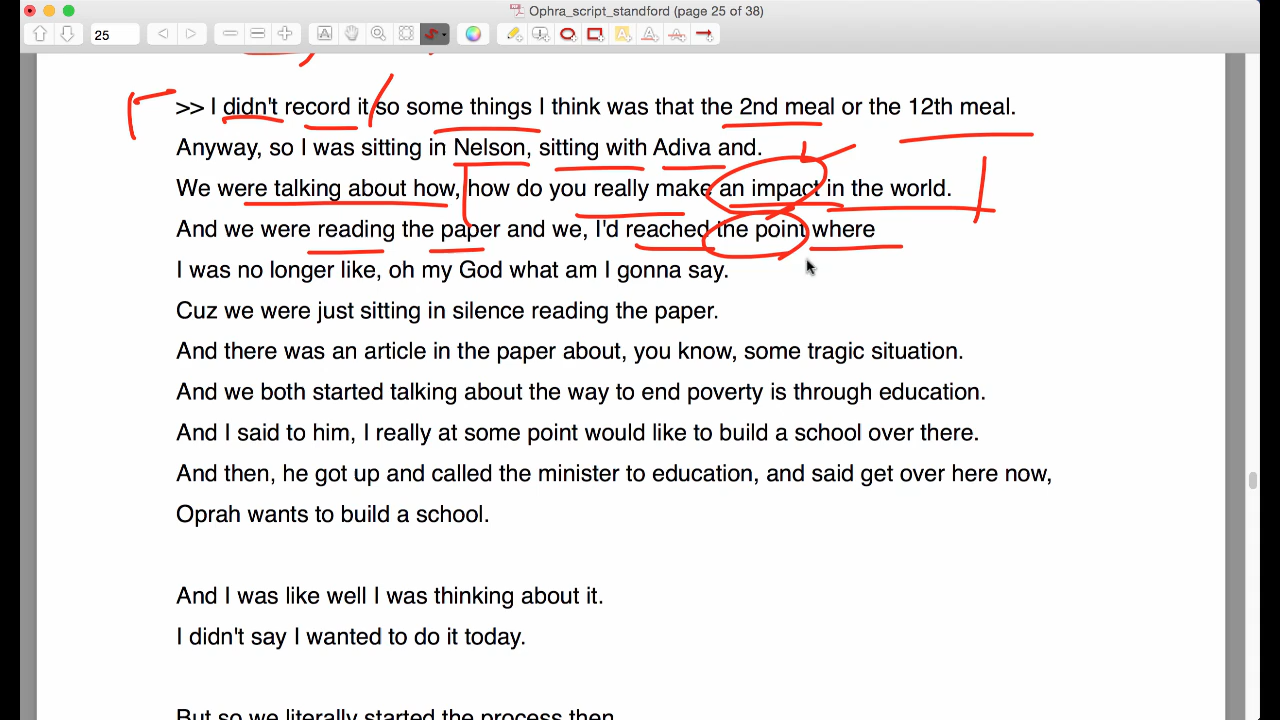 Ophra_script_standford (page 25 of 38)
25
>> I didn't record it so some things I think was that the 2nd meal or the 12th meal.
Anyway, so I was sitting in Nelson, sitting with Adiva and.
We were talking about how, how do you really make an impact in the world.
And we were reading the paper and we, I'd reached the point where
I was no longer like, oh my God what am I gonna say.
Cuz we were just sitting in silence reading the paper.
And there was an article in the paper about, you know, some tragic situation.
And we both started talking about the way to end poverty is through education.
And I said to him, I really at some point would like to build a school over there.
And then, he got up and called the minister to education, and said get over here now,
Oprah wants to build a school.
And I was like well I was thinking about it.
I didn't say I wanted to do it today.
But so we literally started the process then